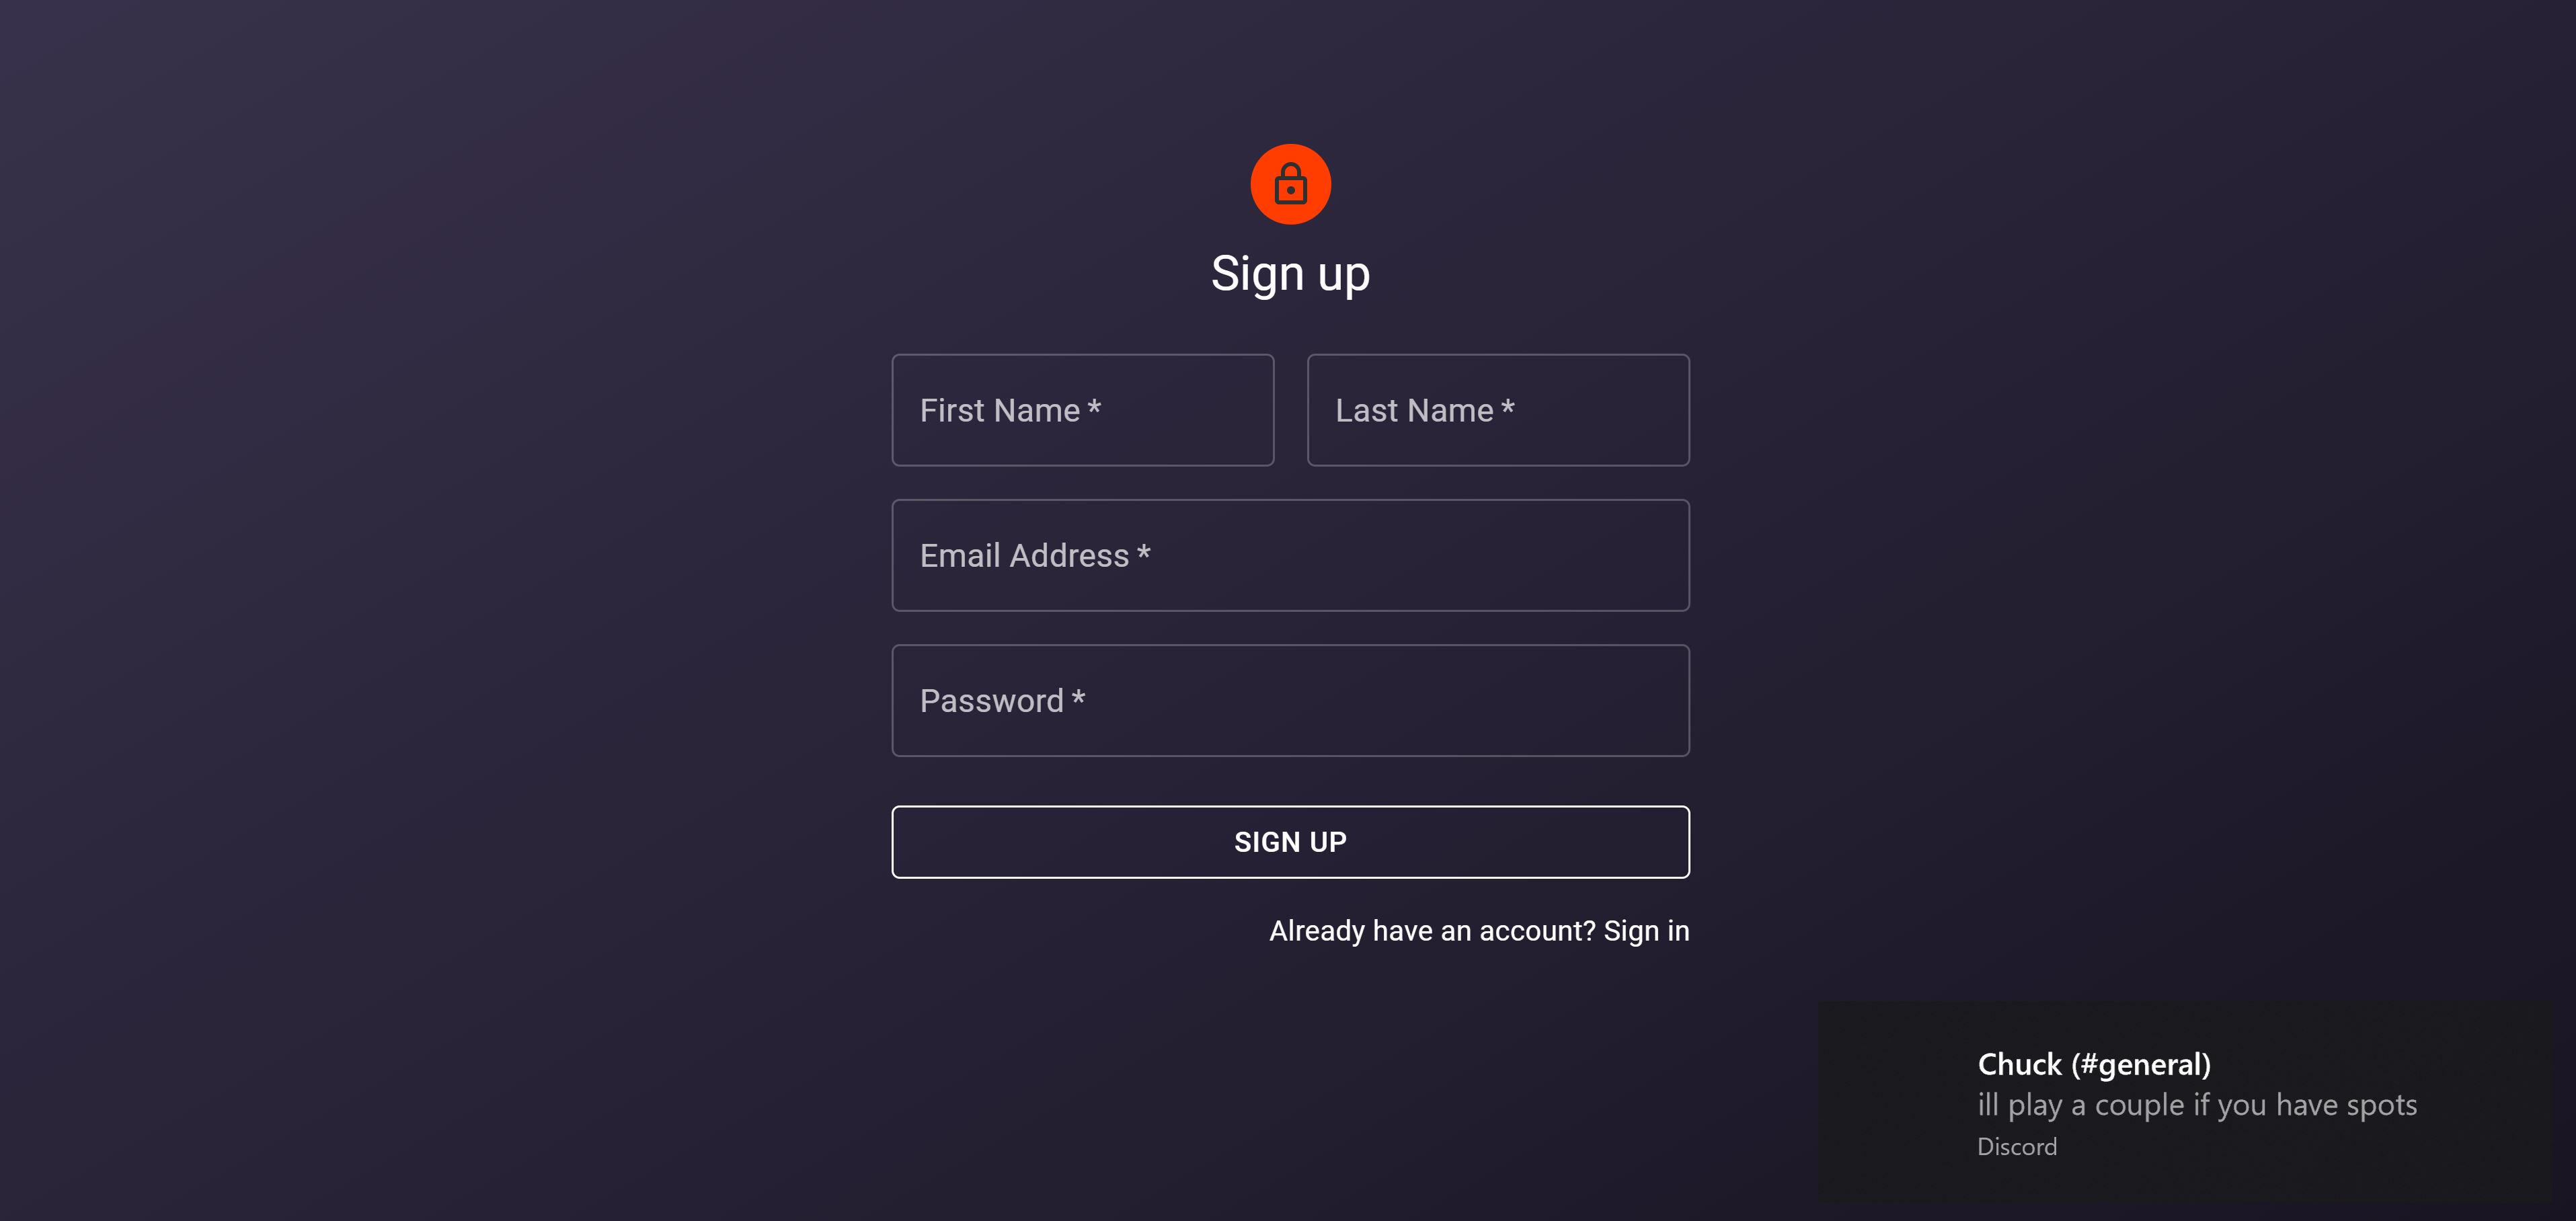 Sign up
First Name *
Last Name *
Email Address *
Password *
SIGN UP
Already have an account? Sign in
Chuck (#general)
ill play a couple if you have spots
Discord